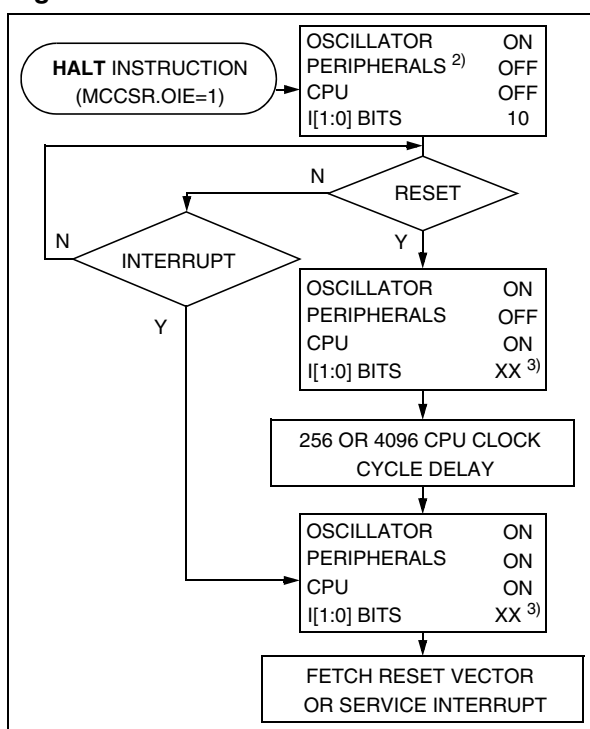 HALT INSTRUCTION
(MCCSR.OIE=1)
OSCILLATOR ON
PERIPHERALS 2) OFF
CPU OFF
I[1:0] BITS 10
N
RESET
N
INTERRUPT
Y
Y
OSCILLATOR ON
PERIPHERALS OFF
CPU ON
I[1:0] BITS XX 3)
256 OR 4096 CPU CLOCK
CYCLE DELAY
OSCILLATOR ON
PERIPHERALS ON
CPU ON
I[1:0] BITS XX 3)
FETCH RESET VECTOR
OR SERVICE INTERRUPT